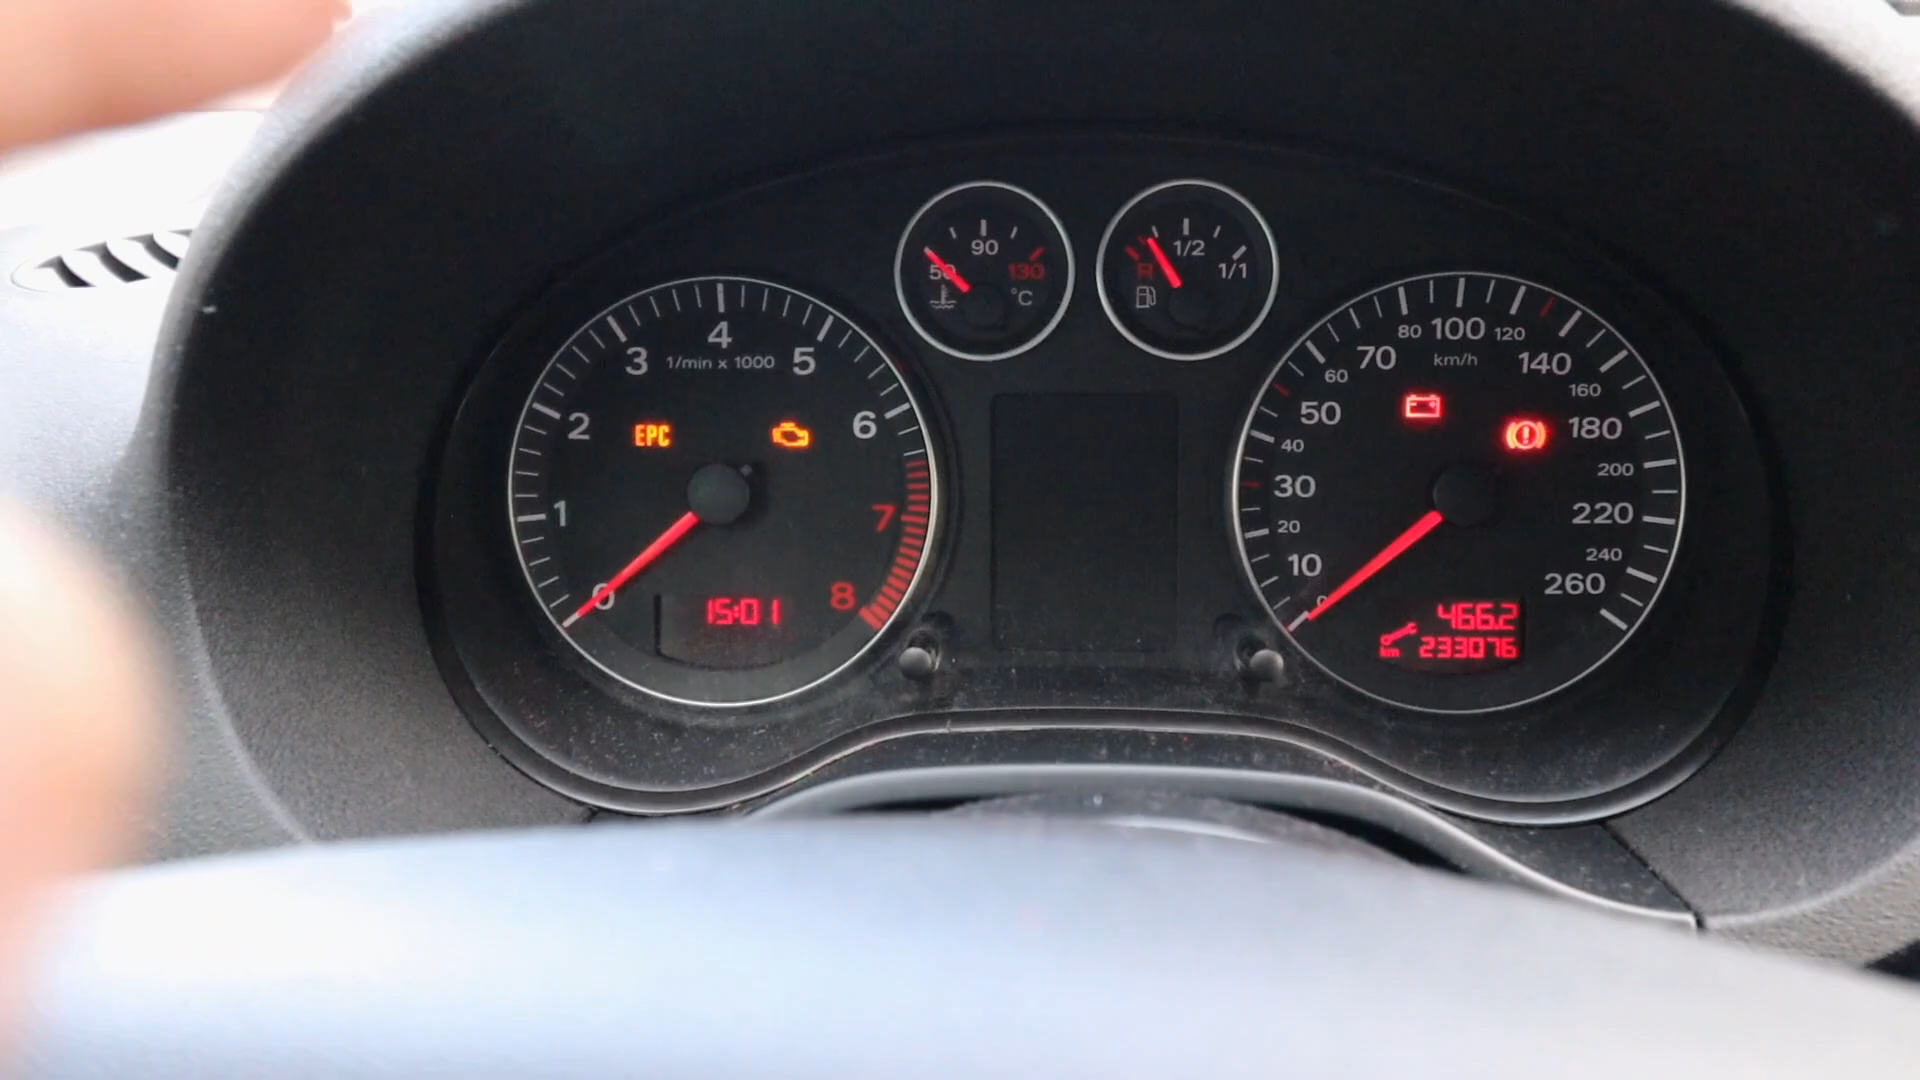 50 90 130
°C
R 1/2 1/1
0 1 2 3 4 5 6 7 8
1/min x 1000
EPC
15:01
0 10 20 30 40 50 60 70 80 100 120 140 160 180 200 220 240 260
km/h
466.2
km 233076